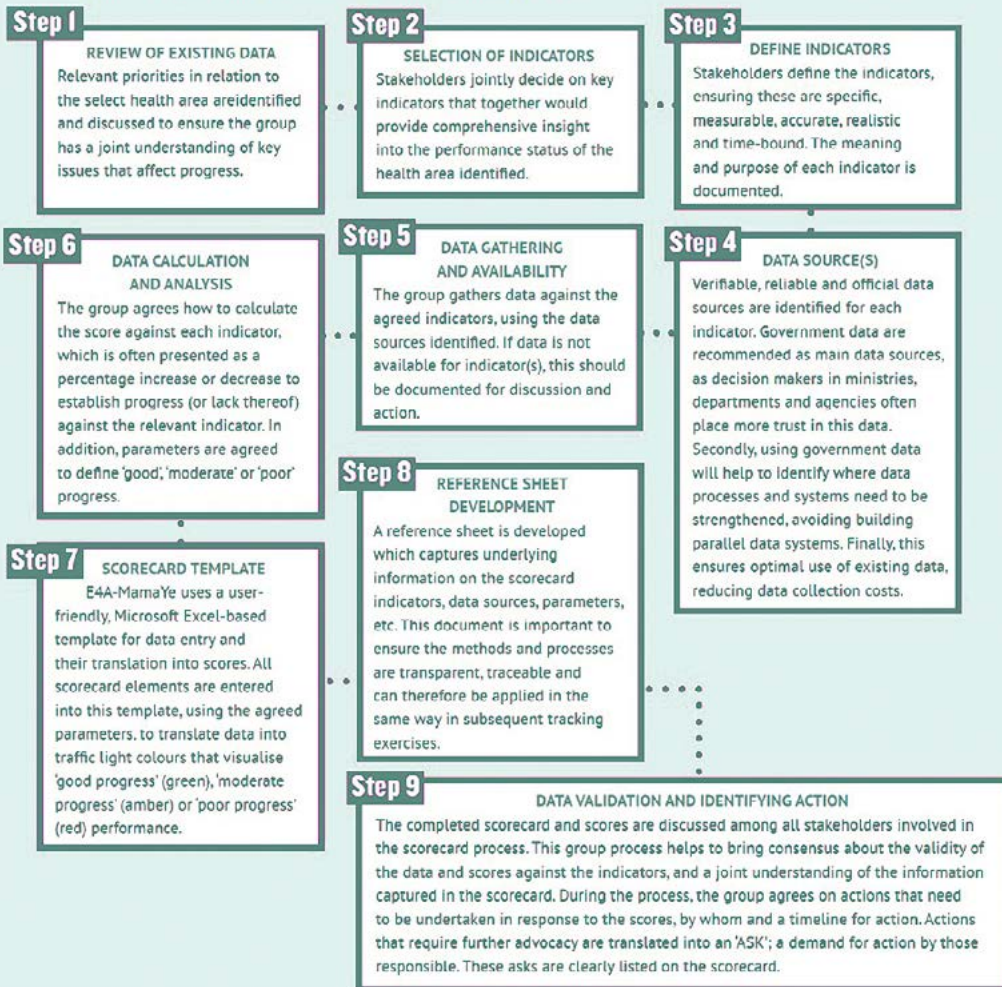 Step 1
REVIEW OF EXISTING DATA
Relevant priorities in relation to
the select health area areidentified
and discussed to ensure the group
has a joint understanding of key
issues that affect progress.
Step 2
SELECTION OF INDICATORS
Stakeholders jointly decide on key
indicators that together would
provide comprehensive insight
into the performance status of the
health area identified.
Step 3
DEFINE INDICATORS
Stakeholders define the indicators,
ensuring these are specific,
measurable, accurate, realistic
and time-bound. The meaning
and purpose of each indicator is
documented.
Step 4
DATA SOURCE(S)
Verifiable, reliable and official data
sources are identified for each
indicator. Government data are
recommended as main data sources,
as decision makers in ministries,
departments and agencies often
place more trust in this data.
Secondly, using government data
will help to identify where data
processes and systems need to be
strengthened, avoiding building
parallel data systems. Finally, this
ensures optimal use of existing data,
reducing data collection costs.
Step 5
DATA GATHERING
AND AVAILABILITY
The group gathers data against the
agreed indicators, using the data
sources identified. If data is not
available for indicator(s), this should
be documented for discussion and
action.
Step 6
DATA CALCULATION
AND ANALYSIS
The group agrees how to calculate
the score against each indicator,
which is often presented as a
percentage increase or decrease to
establish progress (or lack thereof)
against the relevant indicator. In
addition, parameters are agreed
to define 'good', 'moderate' or 'poor'
progress.
Step 7
SCORECARD TEMPLATE
E4A-MamaYe uses a user-
friendly, Microsoft Excel-based
template for data entry and
their translation into scores. All
scorecard elements are entered
into this template, using the agreed
parameters, to translate data into
traffic light colours that visualise
'good progress' (green), 'moderate
progress' (amber) or 'poor progress'
(red) performance.
Step 8
REFERENCE SHEET
DEVELOPMENT
A reference sheet is developed
which captures underlying
information on the scorecard
indicators, data sources, parameters,
etc. This document is important to
ensure the methods and processes
are transparent, traceable and
can therefore be applied in the
same way in subsequent tracking
exercises.
Step 9
DATA VALIDATION AND IDENTIFYING ACTION
The completed scorecard and scores are discussed among all stakeholders involved in
the scorecard process. This group process helps to bring consensus about the validity of
the data and scores against the indicators, and a joint understanding of the information
captured in the scorecard. During the process, the group agrees on actions that need
to be undertaken in response to the scores, by whom and a timeline for action. Actions
that require further advocacy are translated into an 'ASK'; a demand for action by those
responsible. These asks are clearly listed on the scorecard.